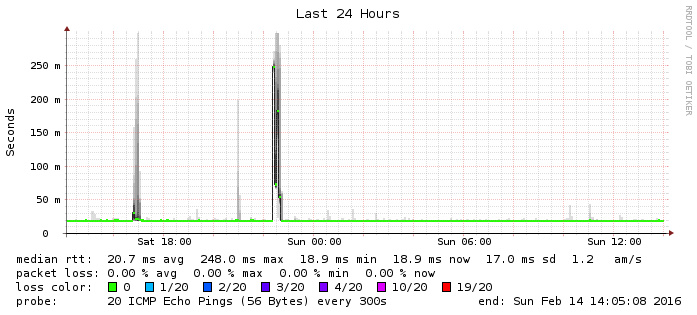 Last 24 Hours
RRDTOOL / TOBI OETIKER
Seconds
250 m
200 m
150 m
100 m
50 m
0
Sat 18:00 Sun 00:00 Sun 06:00 Sun 12:00
median rtt: 20.7 ms avg 248.0 ms max 18.9 ms min 18.9 ms now 17.0 ms sd 1.2 am/s
packet loss: 0.00 % avg 0.00 % max 0.00 % min 0.00 % now
loss color: 0 1/20 2/20 3/20 4/20 10/20 19/20
probe: 20 ICMP Echo Pings (56 Bytes) every 300s end: Sun Feb 14 14:05:08 2016